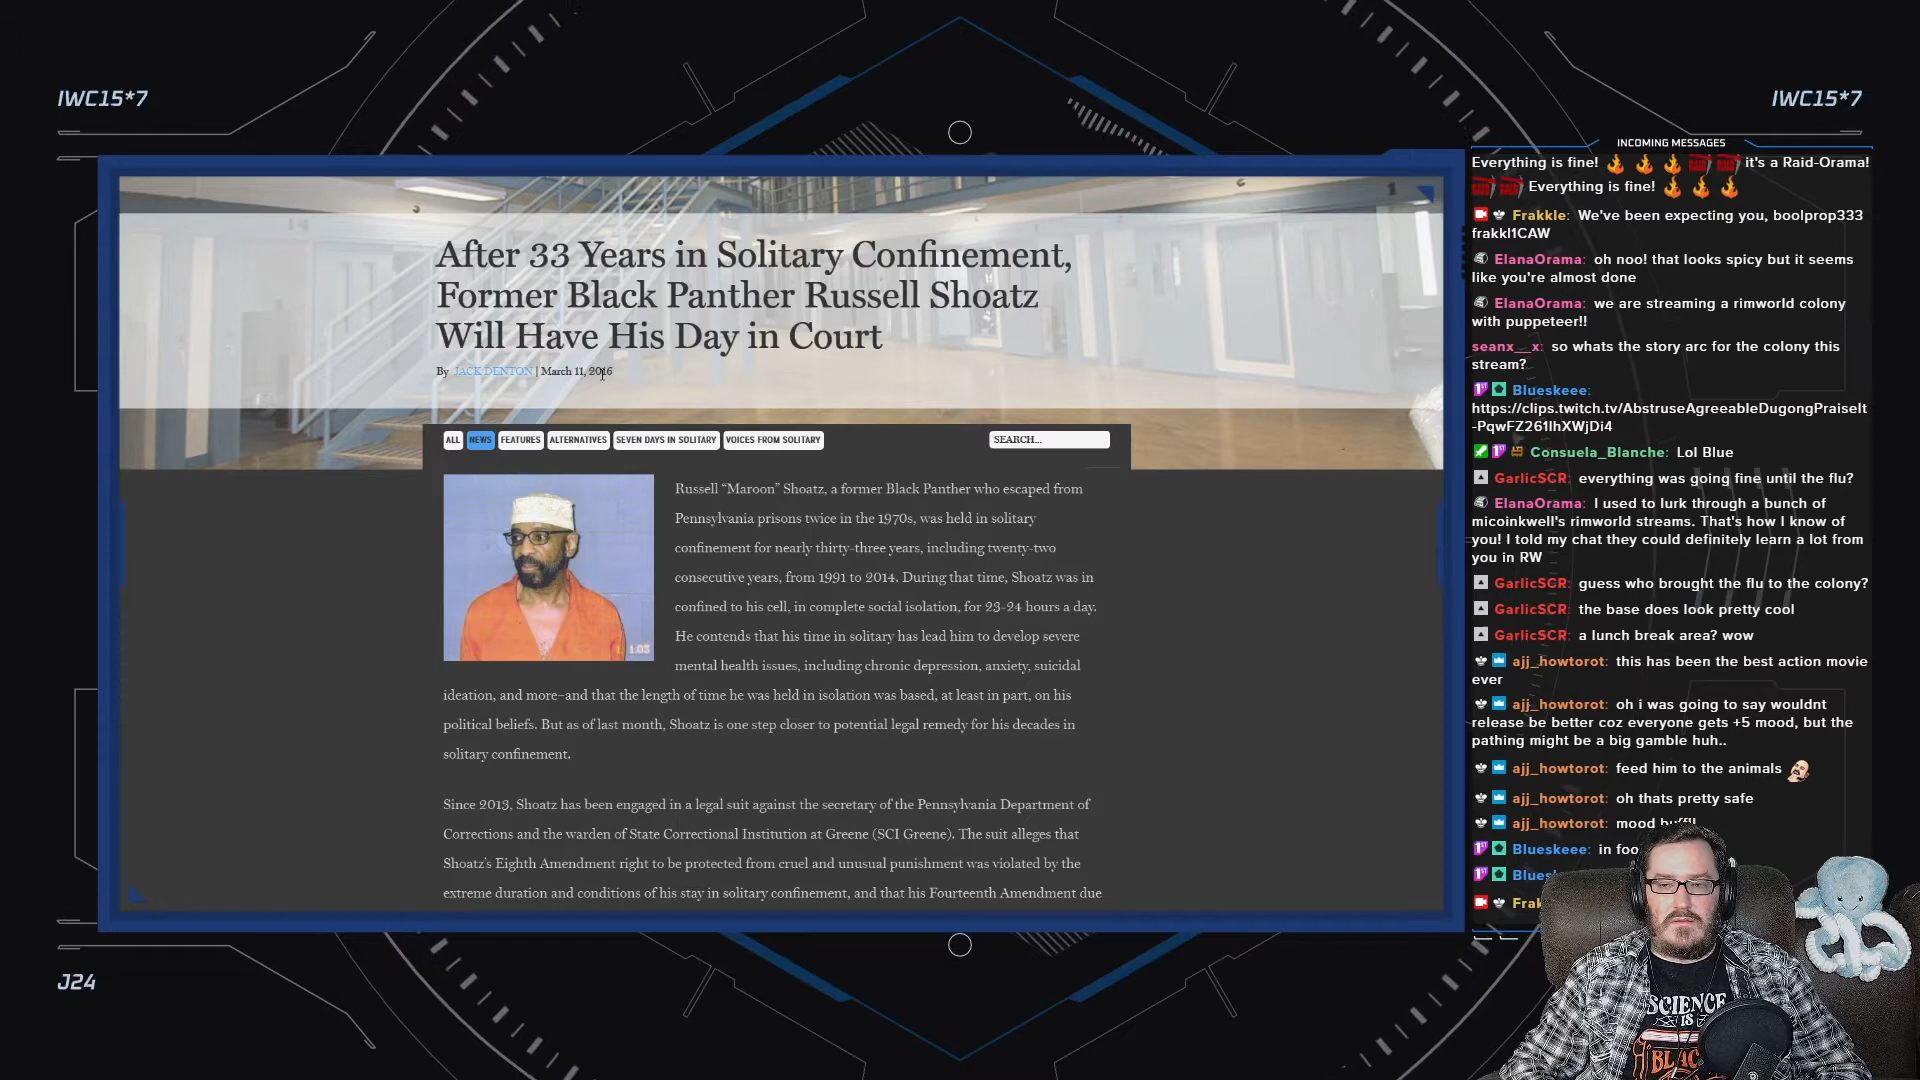 IWC15*7
IWC15*7
INCOMING MESSAGES
Everything is fine! it's a Raid-Orama!
Everything is fine!
Frakkle: We've been expecting you, boolprop333
frakkl1CAW
ElanaOrama: oh noo! that looks spicy but it seems
like you're almost done
ElanaOrama: we are streaming a rimworld colony
with puppeteer!!
seanx__x: so whats the story arc for the colony this
stream?
Blueskeee:
https://clips.twitch.tv/AbstruseAgreeableDugongPraiseIt
-PqwFZ261lhXWjDi4
Consuela_Blanche: Lol Blue
GarlicSCR: everything was going fine until the flu?
ElanaOrama: I used to lurk through a bunch of
micoinkwell's rimworld streams. That's how I know of
you! I told my chat they could definitely learn a lot from
you in RW
GarlicSCR: guess who brought the flu to the colony?
GarlicSCR: the base does look pretty cool
GarlicSCR: a lunch break area? wow
ajj_howtorot: this has been the best action movie
ever
ajj_howtorot: oh i was going to say wouldnt
release be better coz everyone gets +5 mood, but the
pathing might be a big gamble huh..
ajj_howtorot: feed him to the animals
ajj_howtorot: oh thats pretty safe
ajj_howtorot: mood
Blueskeee: in
After 33 Years in Solitary Confinement,
Former Black Panther Russell Shoatz
Will Have His Day in Court
By JACK DENTON | March 11, 2016
ALL NEWS FEATURES ALTERNATIVES SEVEN DAYS IN SOLITARY VOICES FROM SOLITARY SEARCH...
Russell “Maroon” Shoatz, a former Black Panther who escaped from
Pennsylvania prisons twice in the 1970s, was held in solitary
confinement for nearly thirty-three years, including twenty-two
consecutive years, from 1991 to 2014. During that time, Shoatz was in
confined to his cell, in complete social isolation, for 23-24 hours a day.
He contends that his time in solitary has lead him to develop severe
mental health issues, including chronic depression, anxiety, suicidal
ideation, and more–and that the length of time he was held in isolation was based, at least in part, on his
political beliefs. But as of last month, Shoatz is one step closer to potential legal remedy for his decades in
solitary confinement.
Since 2013, Shoatz has been engaged in a legal suit against the secretary of the Pennsylvania Department of
Corrections and the warden of State Correctional Institution at Greene (SCI Greene). The suit alleges that
Shoatz’s Eighth Amendment right to be protected from cruel and unusual punishment was violated by the
extreme duration and conditions of his stay in solitary confinement, and that his Fourteenth Amendment due
J24
SCIENCE
IS